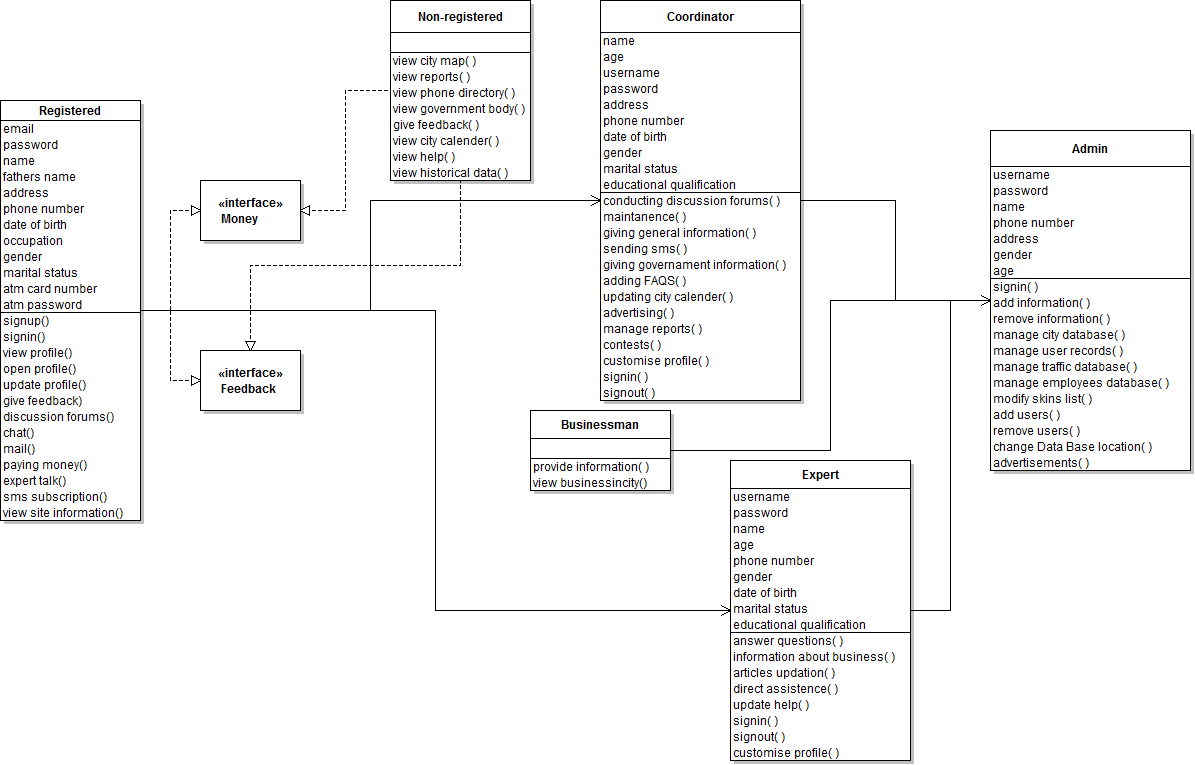 Non-registered
view city map( )
view reports( )
view phone directory( )
view government body( )
give feedback( )
view city calender( )
view help( )
view historical data( )
Coordinator
name
age
username
password
address
phone number
date of birth
gender
marital status
educational qualification
conducting discussion forums( )
maintanence( )
giving general information( )
sending sms( )
giving governament information( )
adding FAQS( )
updating city calender( )
advertising( )
manage reports( )
contests( )
customise profile( )
signin( )
signout( )
Registered
email
password
name
fathers name
address
phone number
date of birth
occupation
gender
marital status
atm card number
atm password
signup()
signin()
view profile()
open profile()
update profile()
give feedback)
discussion forums()
chat()
mail()
paying money()
expert talk()
sms subscription()
view site information()
«interface»
Money
«interface»
Feedback
Admin
username
password
name
phone number
address
gender
age
signin( )
add information( )
remove information( )
manage city database( )
manage user records( )
manage traffic database( )
manage employees database( )
modify skins list( )
add users( )
remove users( )
change Data Base location( )
advertisements( )
Businessman
provide information( )
view businessincity()
Expert
username
password
name
age
phone number
gender
date of birth
marital status
educational qualification
answer questions( )
information about business( )
articles updation( )
direct assistence( )
update help( )
signin( )
signout( )
customise profile( )